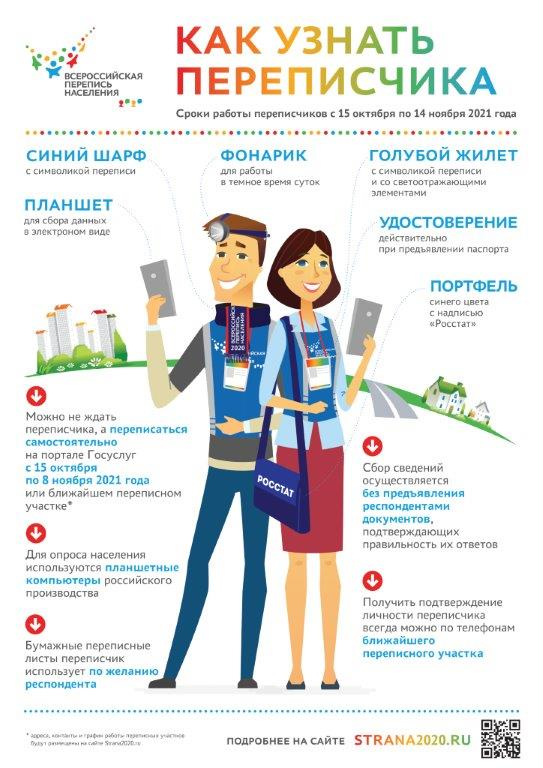 ВСЕРОССИЙСКАЯ
ПЕРЕПИСЬ
НАСЕЛЕНИЯ
КАК УЗНАТЬ
ПЕРЕПИСЧИКА
Сроки работы переписчиков с 15 октября по 14 ноября 2021 года
СИНИЙ ШАРФ
с символикой переписи
ФОНАРИК
для работы
в темное время суток
ГОЛУБОЙ ЖИЛЕТ
с символикой переписи
и со светоотражающими
элементами
ПЛАНШЕТ
для сбора данных
в электроном виде
УДОСТОВЕРЕНИЕ
действительно
при предъявлении паспорта
ПОРТФЕЛЬ
синего цвета
с надписью
«Росстат»
ВСЕРОССИЙСКАЯ
ПЕРЕПИСЬ
НАСЕЛЕНИЯ
2020
РОССТАТ
Можно не ждать
переписчика, а переписаться
самостоятельно
на портале Госуслуг
с 15 октября
по 8 ноября 2021 года
или ближайшем переписном
участке*
Для опроса населения
используются планшетные
компьютеры российского
производства
Бумажные переписные
листы переписчик
использует по желанию
респондента
Сбор сведений
осуществляется
без предъявления
респондентами
документов,
подтверждающих
правильность их ответов
Получить подтверждение
личности переписчика
всегда можно по телефонам
ближайшего
переписного участка
* адреса, контакты и график работы переписных участков
будут размещены на сайте Strana2020.ru
ПОДРОБНЕЕ НА САЙТЕ STRANA2020.RU